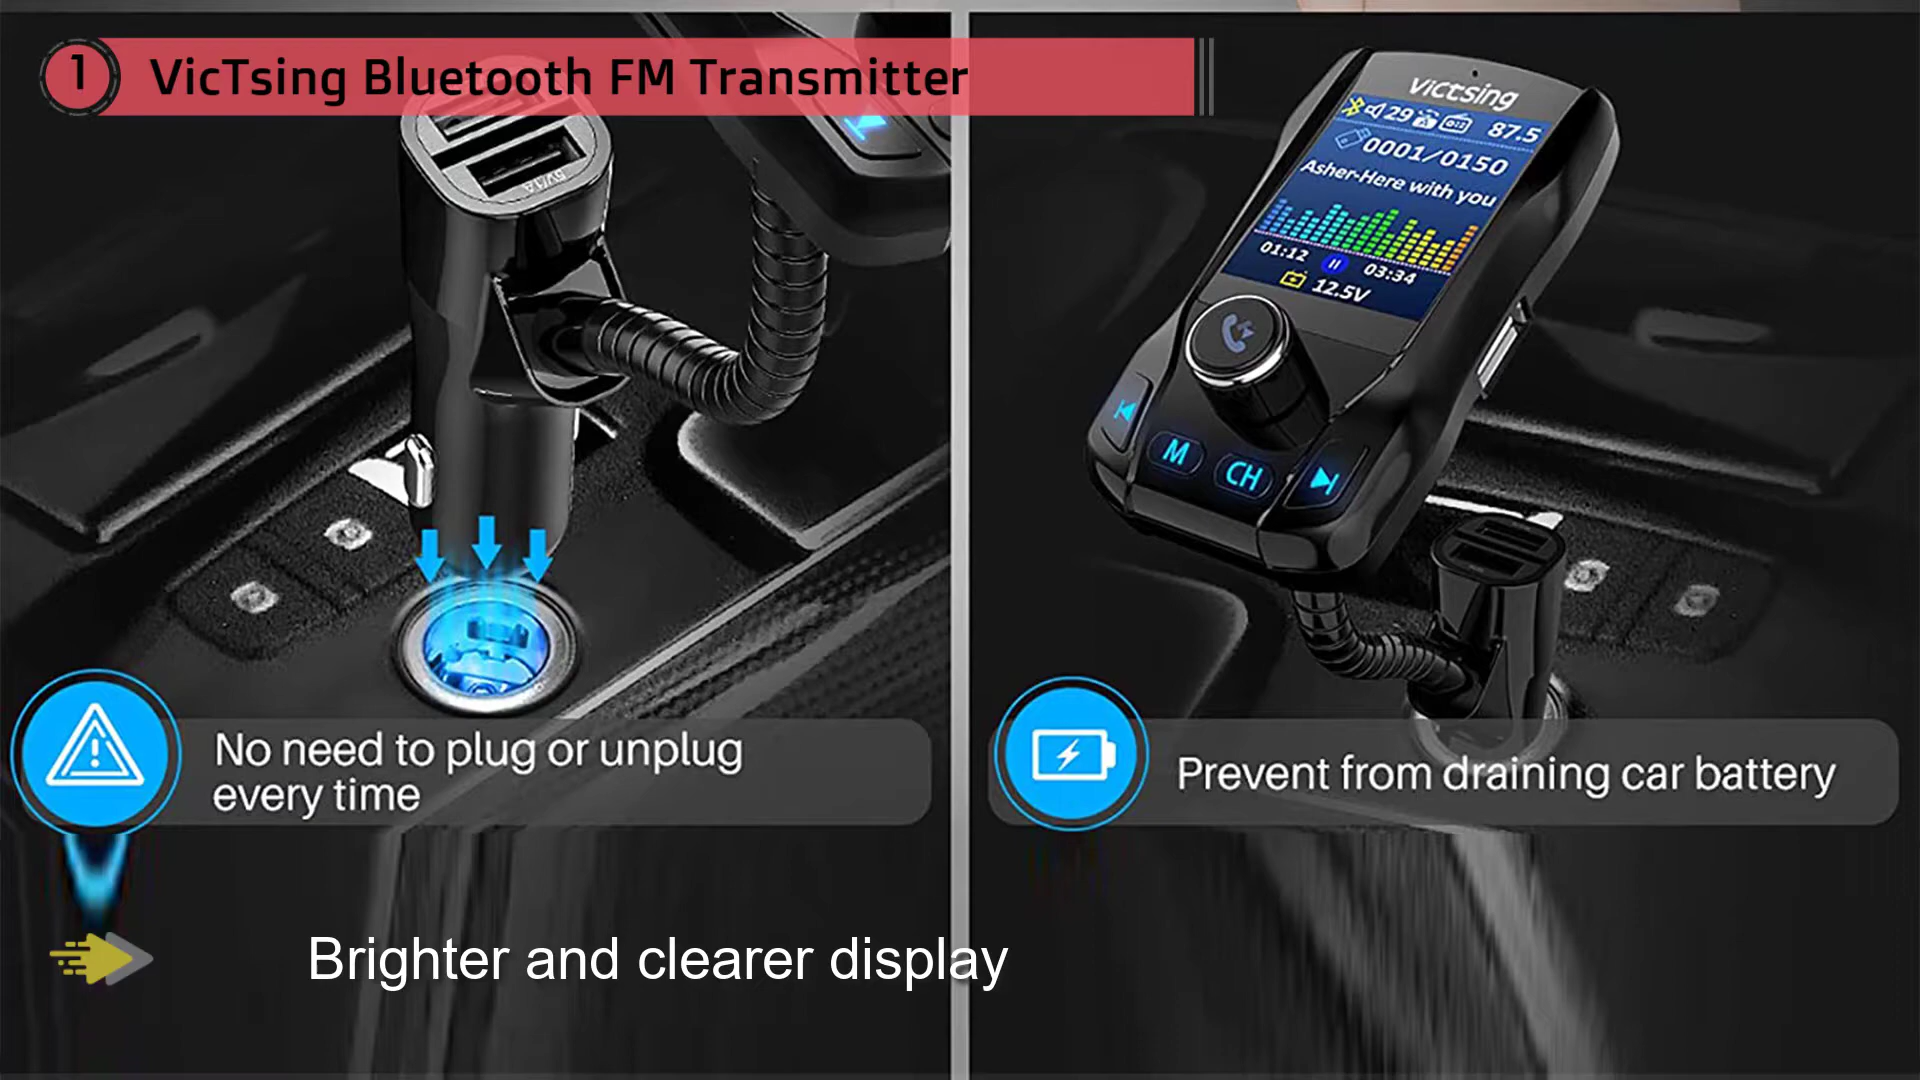 1 VicTsing Bluetooth FM Transmitter
5V/1A
victsing
29 87.5
0001/0150
Asher-Here with you
01:12 03:34
12.5V
M CH
No need to plug or unplug
every time
Prevent from draining car battery
Brighter and clearer display